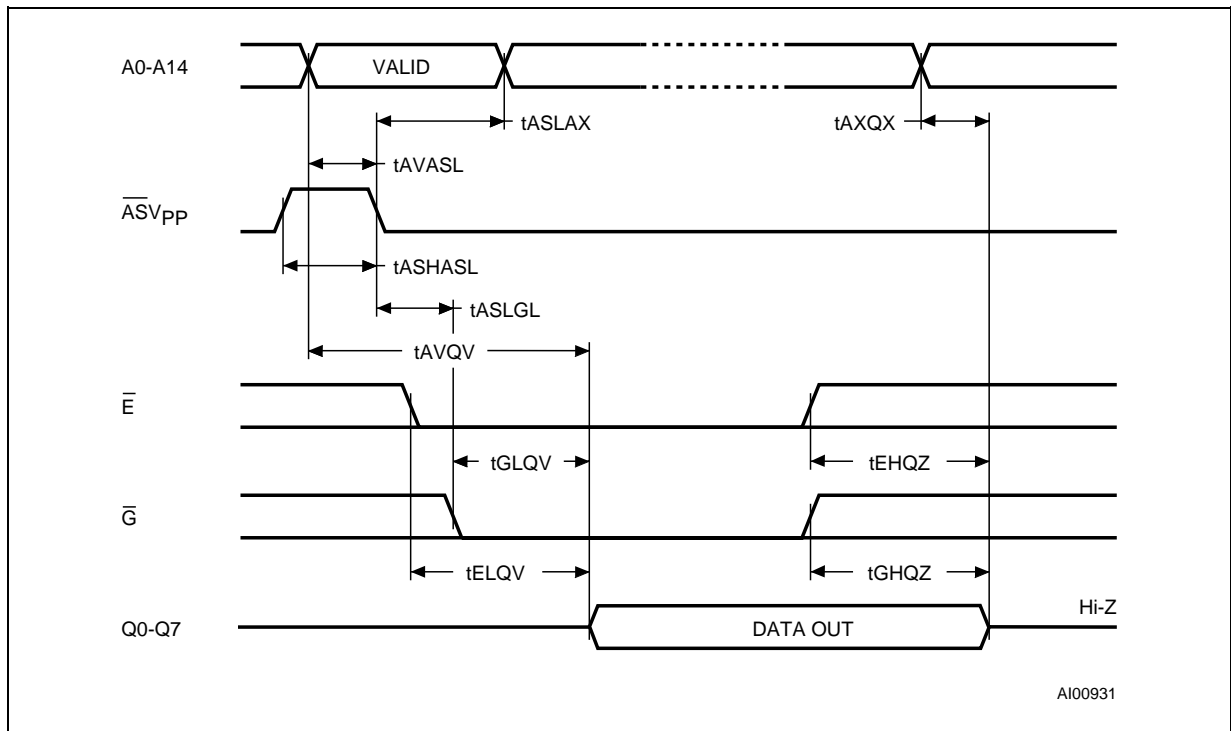 A0-A14
VALID
tASLAX
tAXQX
tAVASL
ASVPP
tASHASL
tASLGL
tAVQV
E
tGLQV
tEHQZ
G
tELQV
tGHQZ
Q0-Q7
DATA OUT
Hi-Z
AI00931